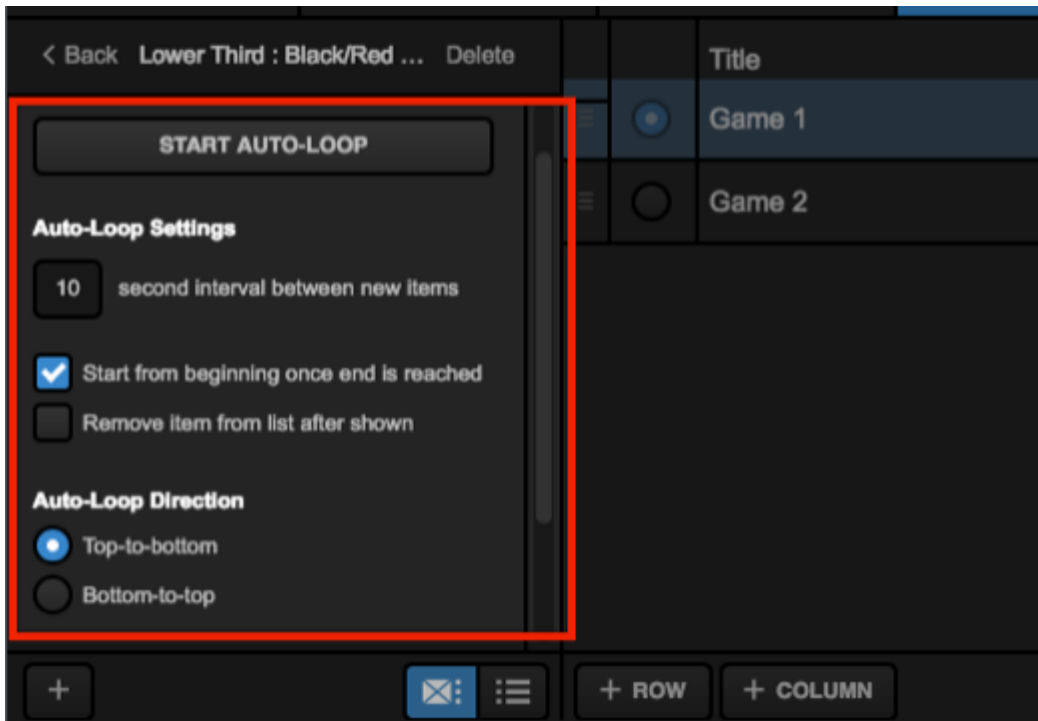 < Back Lower Third : Black/Red ... Delete
START AUTO-LOOP
Auto-Loop Settings
10 second interval between new items
Start from beginning once end is reached
Remove item from list after shown
Auto-Loop Direction
Top-to-bottom
Bottom-to-top
+
Title
Game 1
Game 2
+ ROW + COLUMN